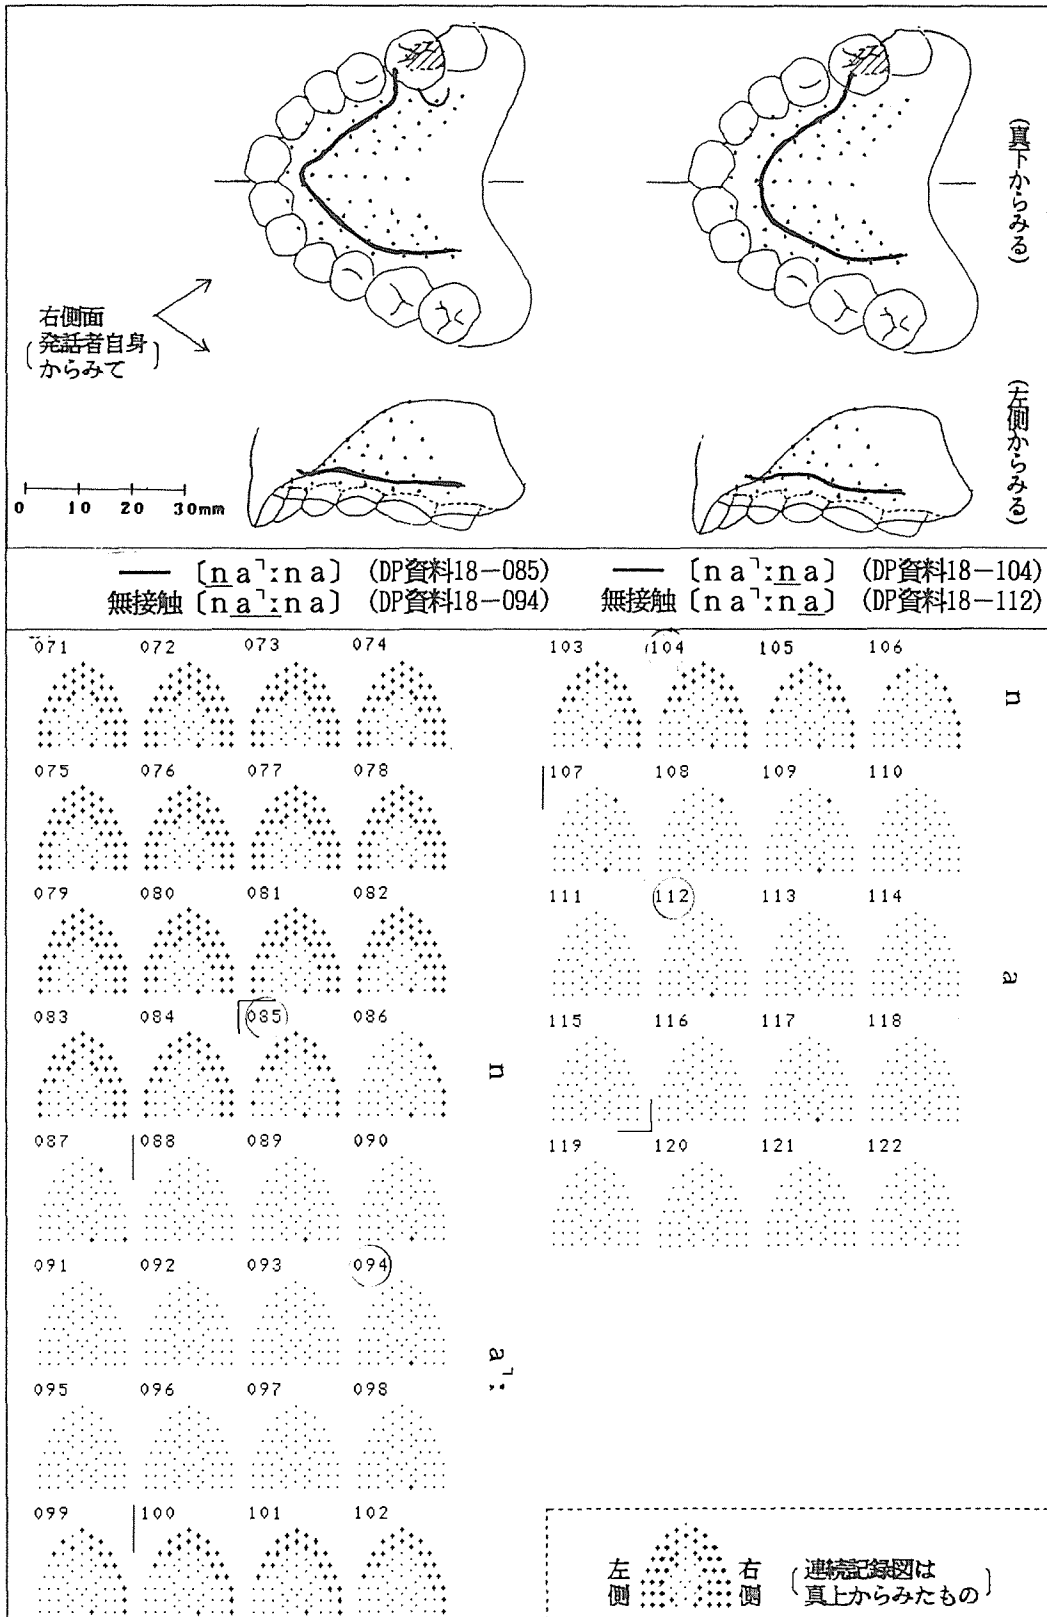 (真下からみる)
右側面
(発話者自身
からみて)
(左側からみる)
0 10 20 30mm
━━ [na┐:na] (DP資料18-085) ━━ [na┐:na] (DP資料18-104)
無接触 [na┐:na] (DP資料18-094) 無接触 [na┐:na] (DP資料18-112)
071 072 073 074
075 076 077 078
079 080 081 082
083 084 085 086
n
087 088 089 090
091 092 093 094
a┐:
095 096 097 098
099 100 101 102
103 104 105 106
n
107 108 109 110
111 112 113 114
a
115 116 117 118
119 120 121 122
左側 右側 (連続記録図は
真上からみたもの)